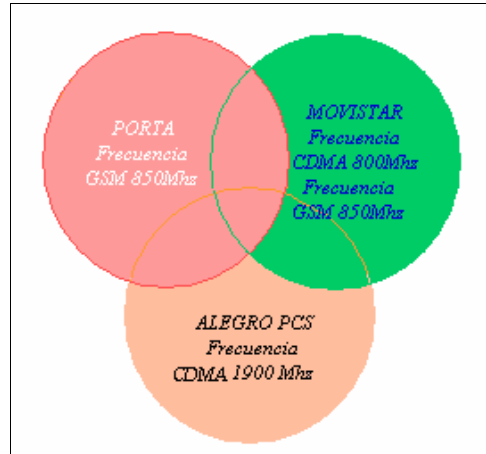 PORTA
Frecuencia
GSM 850Mhz
MOVISTAR
Frecuencia
CDMA 800Mhz
Frecuencia
GSM 850Mhz
ALEGRO PCS
Frecuencia
CDMA 1900 Mhz